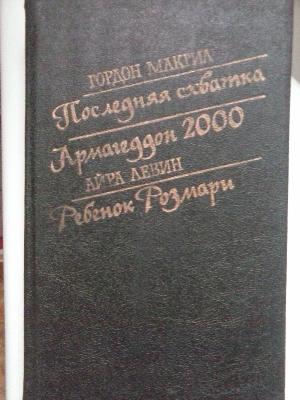 ГОРДОН МАКГИЛ
Последняя схватка
Армагеддон 2000
АЙРА ЛЕВИН
Ребенок Розмари